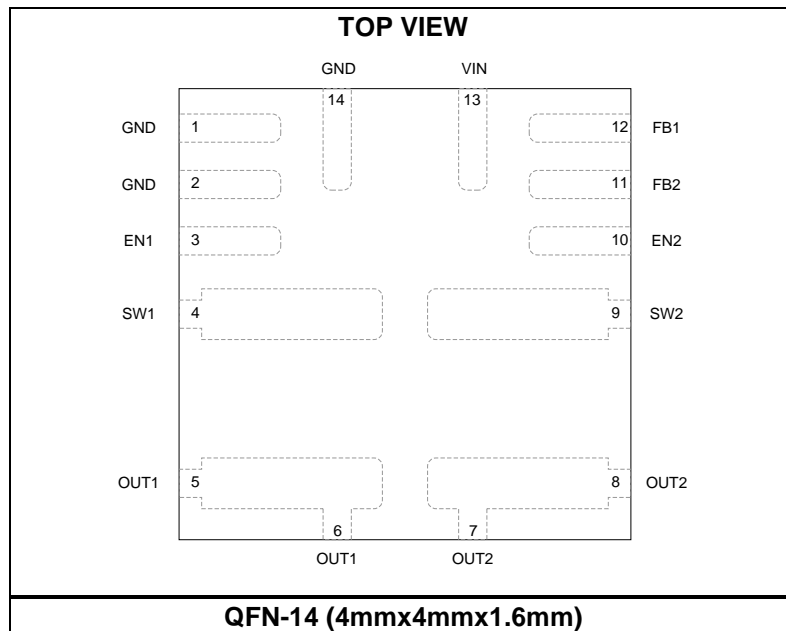 TOP VIEW
GND VIN
14 13
GND 1 12 FB1
GND 2 11 FB2
EN1 3 10 EN2
SW1 4 9 SW2
OUT1 5 8 OUT2
6 7
OUT1 OUT2
QFN-14 (4mmx4mmx1.6mm)